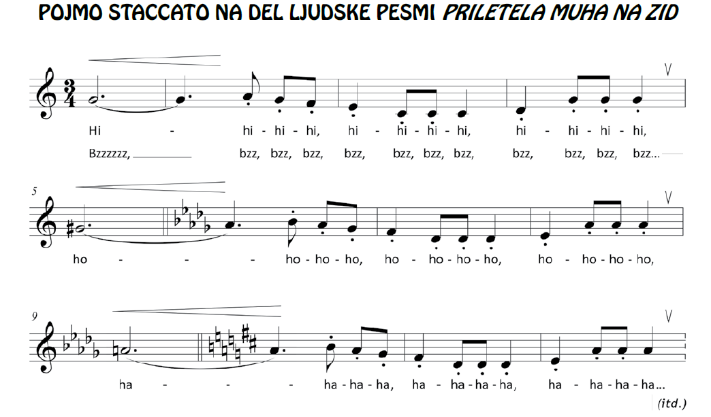 POJMO STACCATO NA DEL LJUDSKE PESMI PRILETELA MUHA NA ZID
3
4
Hi - hi - hi - hi, hi - hi - hi - hi, hi - hi - hi - hi,
Bzzzzzz, bzz, bzz, bzz, bzz, bzz, bzz, bzz, bzz, bzz, bzz, bzz...
5
ho - - - ho - ho - ho, ho - ho - ho - ho, ho - ho - ho - ho,
9
ha - - - ha - ha - ha, ha - ha - ha - ha, ha - ha - ha - ha...
(itd.)